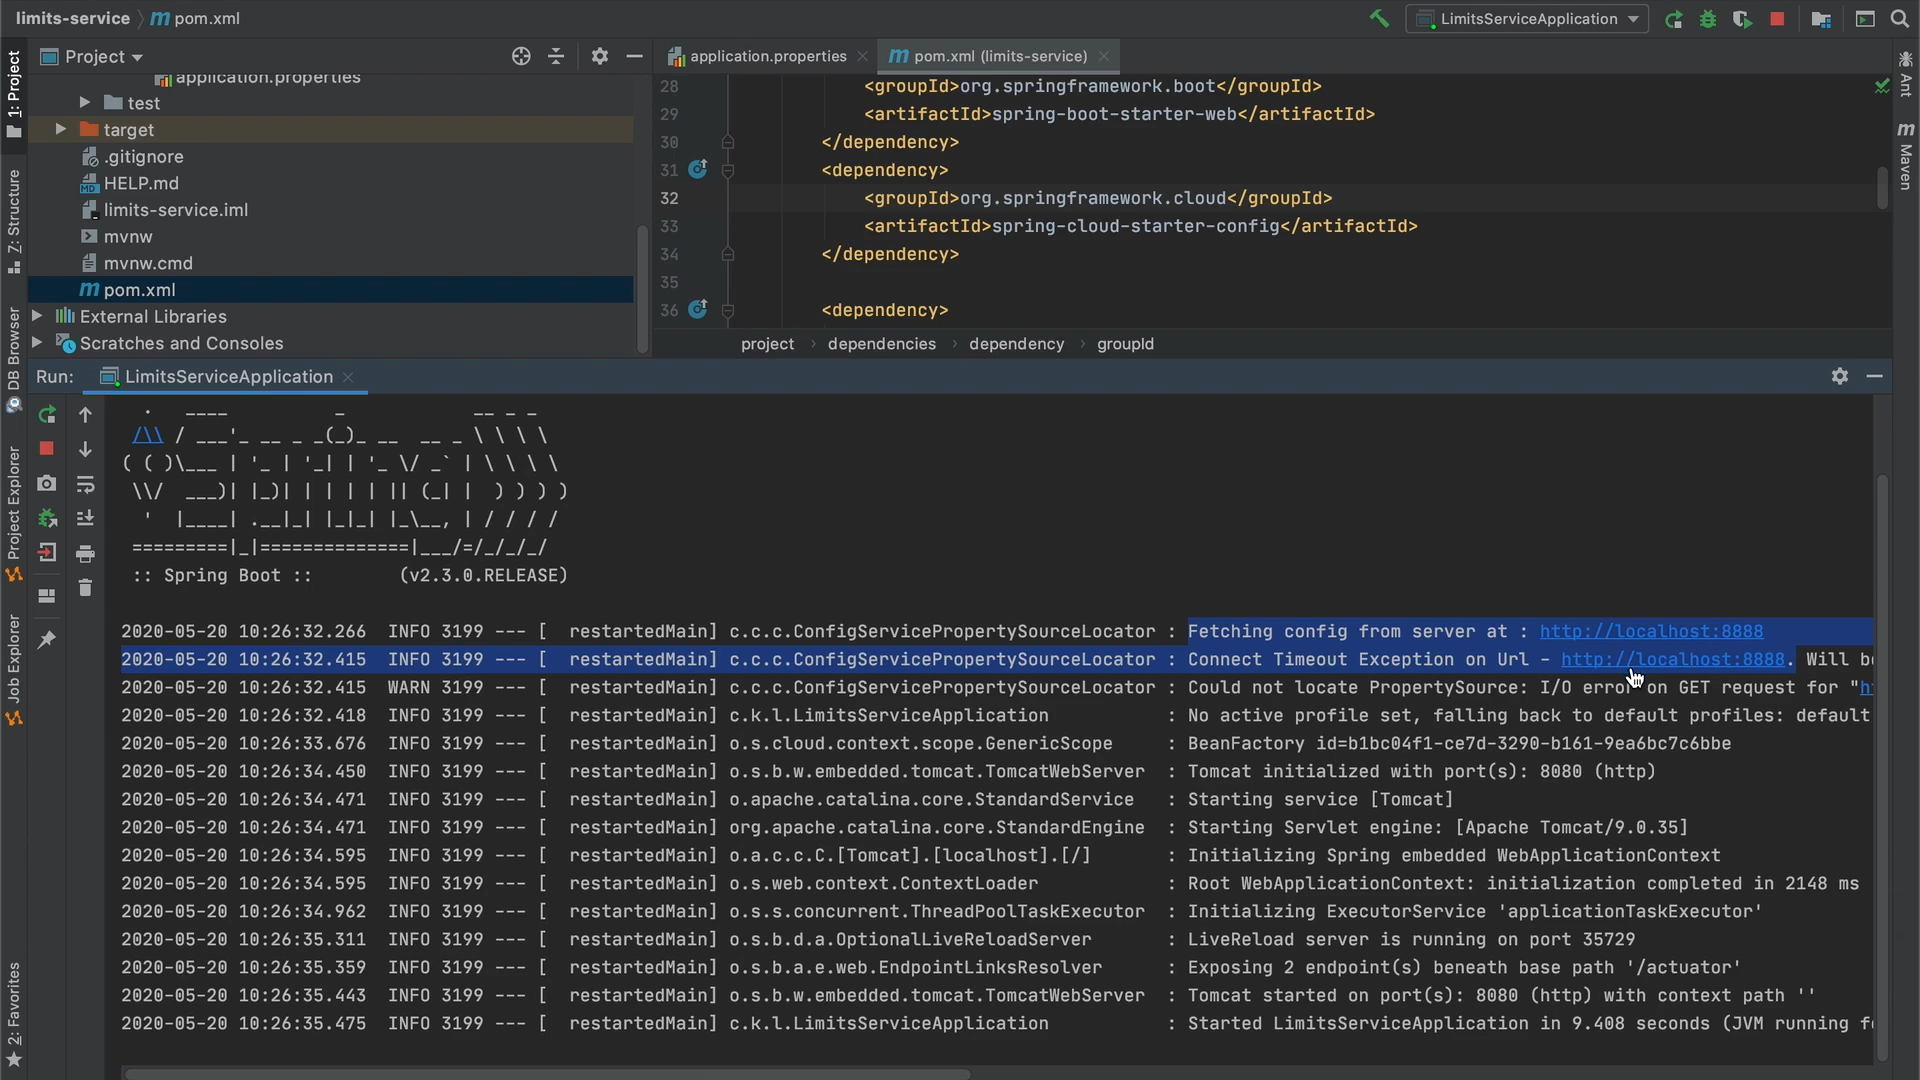 limits-service pom.xml
LimitsServiceApplication
1: Project
Z: Structure
DB Browser
Project Explorer
Job Explorer
2: Favorites
Project
application.properties
test
target
.gitignore
HELP.md
limits-service.iml
mvnw
mvnw.cmd
pom.xml
External Libraries
Scratches and Consoles
application.properties
pom.xml (limits-service)
28 <groupId>org.springframework.boot</groupId>
29 <artifactId>spring-boot-starter-web</artifactId>
30 </dependency>
31 <dependency>
32 <groupId>org.springframework.cloud</groupId>
33 <artifactId>spring-cloud-starter-config</artifactId>
34 </dependency>
35
36 <dependency>
project dependencies dependency groupId
Ant
Maven
Run: LimitsServiceApplication
:: Spring Boot :: (v2.3.0.RELEASE)
2020-05-20 10:26:32.266 INFO 3199 --- [ restartedMain] c.c.c.ConfigServicePropertySourceLocator : Fetching config from server at : http://localhost:8888
2020-05-20 10:26:32.415 INFO 3199 --- [ restartedMain] c.c.c.ConfigServicePropertySourceLocator : Connect Timeout Exception on Url - http://localhost:8888. Will
2020-05-20 10:26:32.415 WARN 3199 --- [ restartedMain] c.c.c.ConfigServicePropertySourceLocator : Could not locate PropertySource: I/O error on GET request for "
2020-05-20 10:26:32.418 INFO 3199 --- [ restartedMain] c.k.l.LimitsServiceApplication : No active profile set, falling back to default profiles: default
2020-05-20 10:26:33.676 INFO 3199 --- [ restartedMain] o.s.cloud.context.scope.GenericScope : BeanFactory id=b1bc04f1-ce7d-3290-b161-9ea6bc7c6bbe
2020-05-20 10:26:34.450 INFO 3199 --- [ restartedMain] o.s.b.w.embedded.tomcat.TomcatWebServer : Tomcat initialized with port(s): 8080 (http)
2020-05-20 10:26:34.471 INFO 3199 --- [ restartedMain] o.apache.catalina.core.StandardService : Starting service [Tomcat]
2020-05-20 10:26:34.471 INFO 3199 --- [ restartedMain] org.apache.catalina.core.StandardEngine : Starting Servlet engine: [Apache Tomcat/9.0.35]
2020-05-20 10:26:34.595 INFO 3199 --- [ restartedMain] o.a.c.c.C.[Tomcat].[localhost].[/] : Initializing Spring embedded WebApplicationContext
2020-05-20 10:26:34.595 INFO 3199 --- [ restartedMain] o.s.web.context.ContextLoader : Root WebApplicationContext: initialization completed in 2148 ms
2020-05-20 10:26:34.962 INFO 3199 --- [ restartedMain] o.s.s.concurrent.ThreadPoolTaskExecutor : Initializing ExecutorService 'applicationTaskExecutor'
2020-05-20 10:26:35.311 INFO 3199 --- [ restartedMain] o.s.b.d.a.OptionalLiveReloadServer : LiveReload server is running on port 35729
2020-05-20 10:26:35.359 INFO 3199 --- [ restartedMain] o.s.b.a.e.web.EndpointLinksResolver : Exposing 2 endpoint(s) beneath base path '/actuator'
2020-05-20 10:26:35.443 INFO 3199 --- [ restartedMain] o.s.b.w.embedded.tomcat.TomcatWebServer : Tomcat started on port(s): 8080 (http) with context path ''
2020-05-20 10:26:35.475 INFO 3199 --- [ restartedMain] c.k.l.LimitsServiceApplication : Started LimitsServiceApplication in 9.408 seconds (JVM running